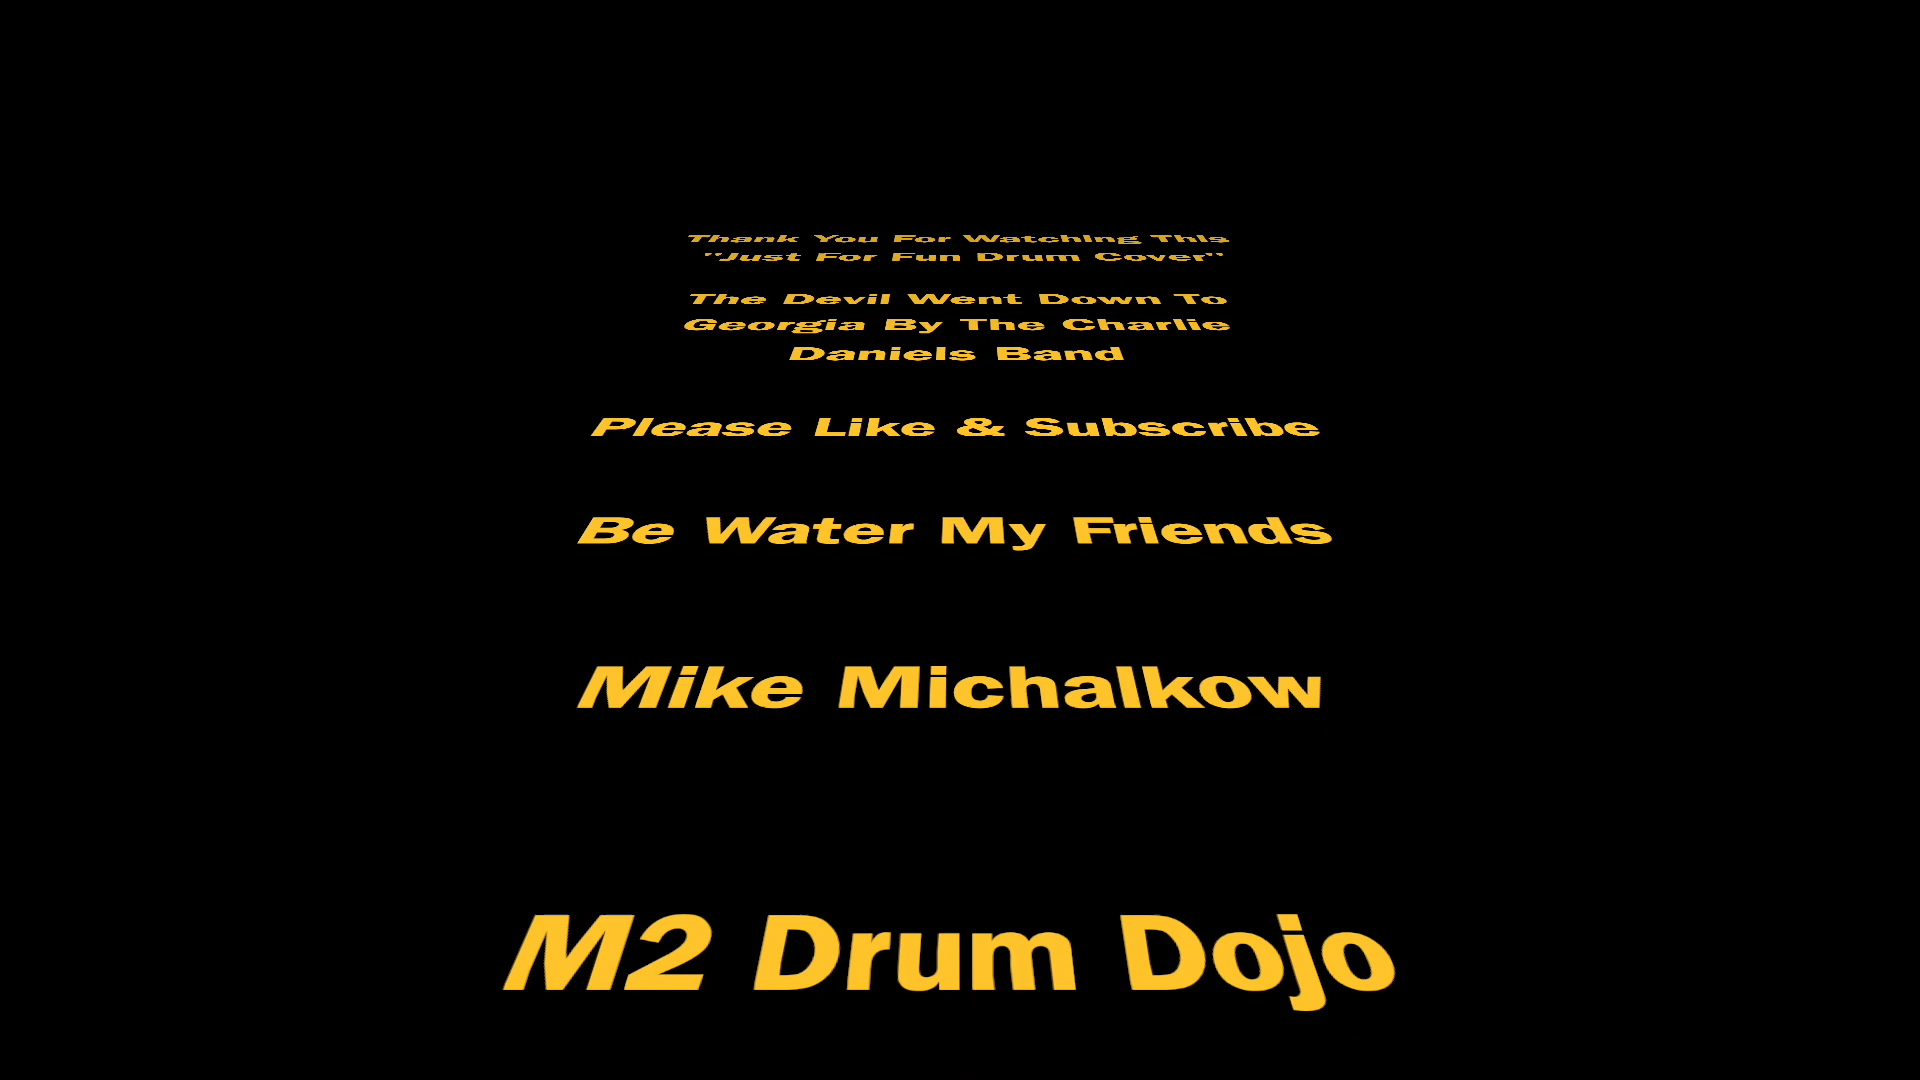 Thank You For Watching This
"Just For Fun Drum Cover"
The Devil Went Down To
Georgia By The Charlie
Daniels Band
Please Like & Subscribe
Be Water My Friends
Mike Michalkow
M2 Drum Dojo